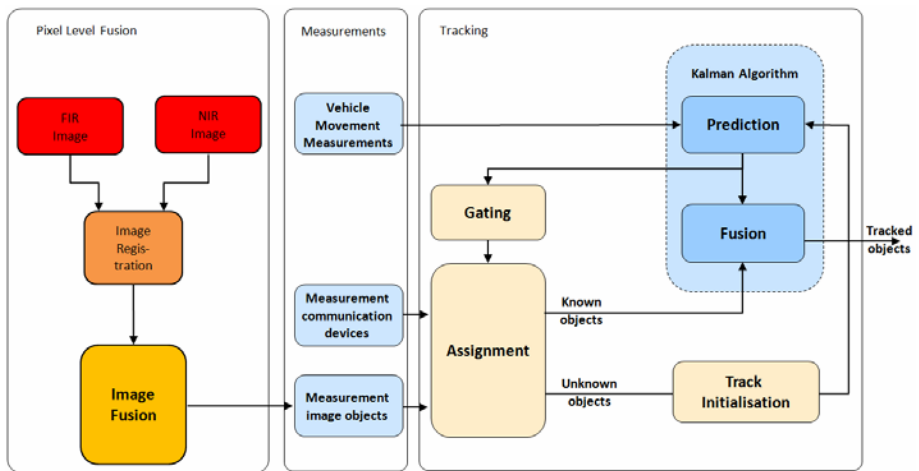 Pixel Level Fusion
Measurements
Tracking
FIR
Image
NIR
Image
Image
Regis-
tration
Image
Fusion
Vehicle
Movement
Measurements
Measurement
communication
devices
Measurement
image objects
Kalman Algorithm
Prediction
Gating
Fusion
Tracked
objects
Assignment
Known
objects
Unknown
objects
Track
Initialisation